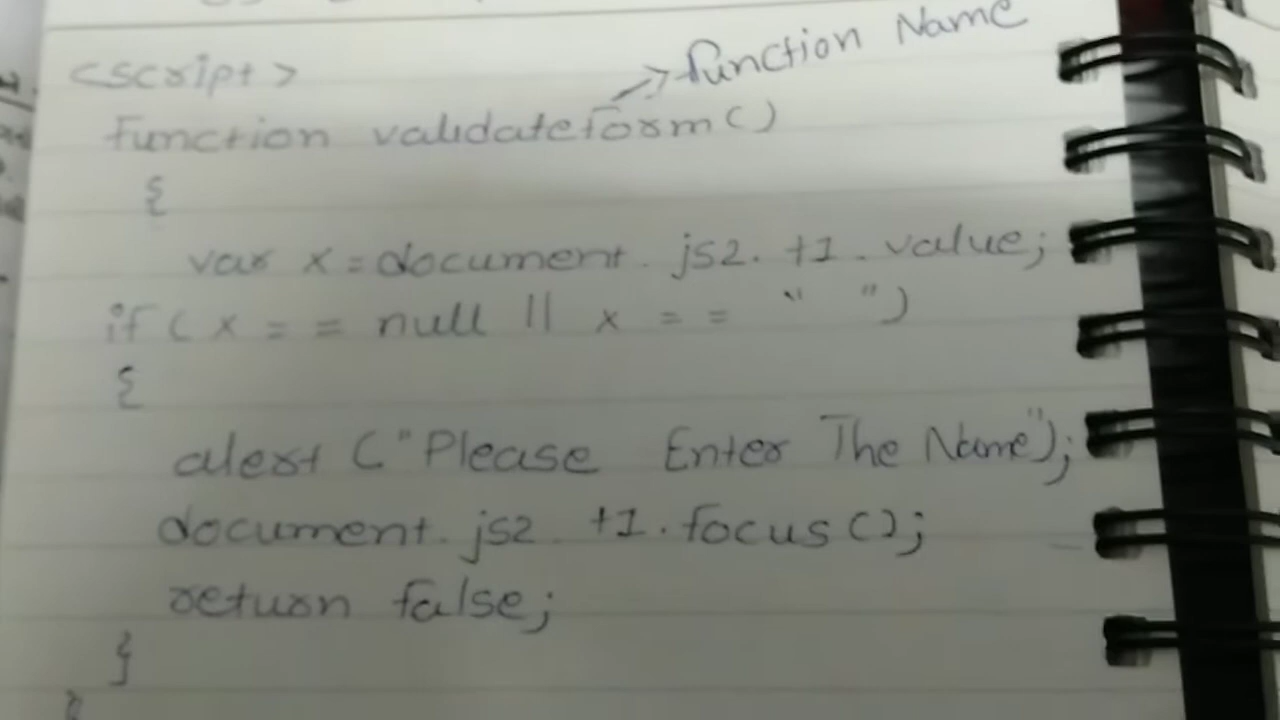 function Name
<script>
function validateform()
{
var x=document.js2.t1.value;
if(x == null || x == " ")
{
alert ("Please Enter The Name");
document.js2.t1.focus();
return false;
}